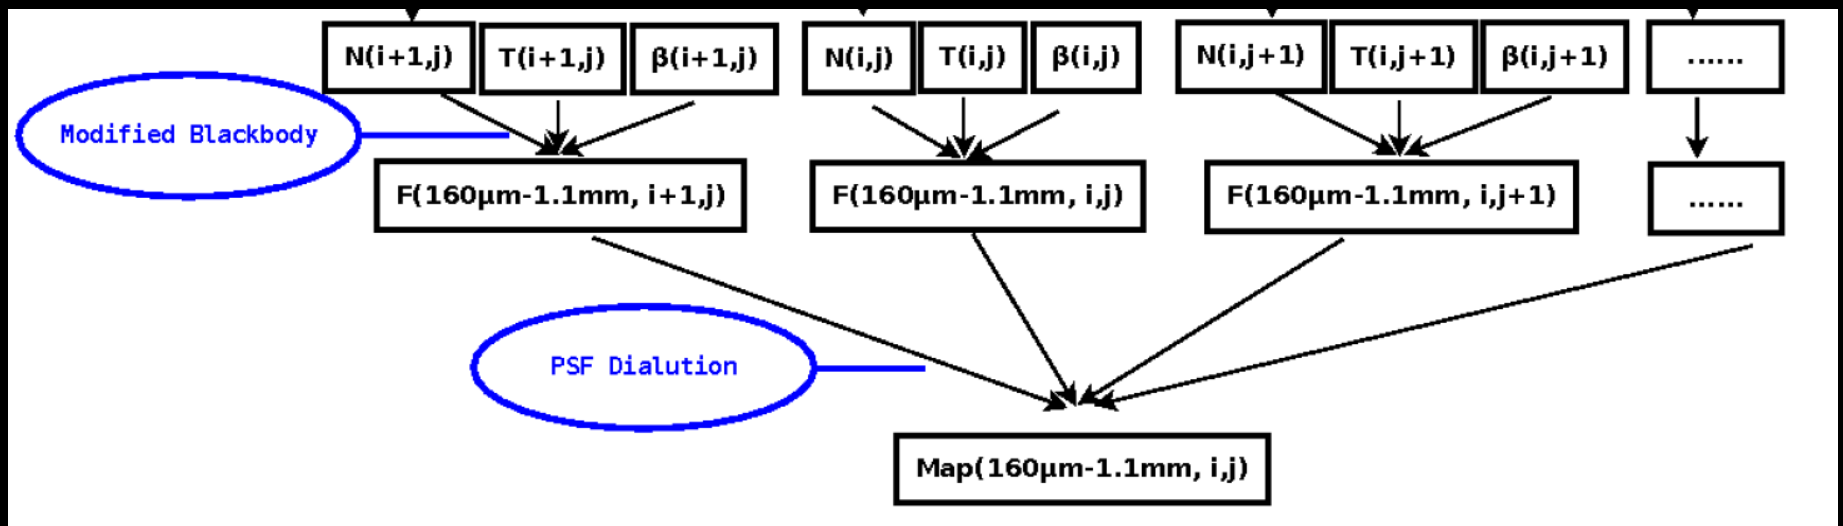 N(i+1,j) T(i+1,j) β(i+1,j) N(i,j) T(i,j) β(i,j) N(i,j+1) T(i,j+1) β(i,j+1) ......
Modified Blackbody
F(160μm-1.1mm, i+1,j) F(160μm-1.1mm, i,j) F(160μm-1.1mm, i,j+1) ......
PSF Dialution
Map(160μm-1.1mm, i,j)